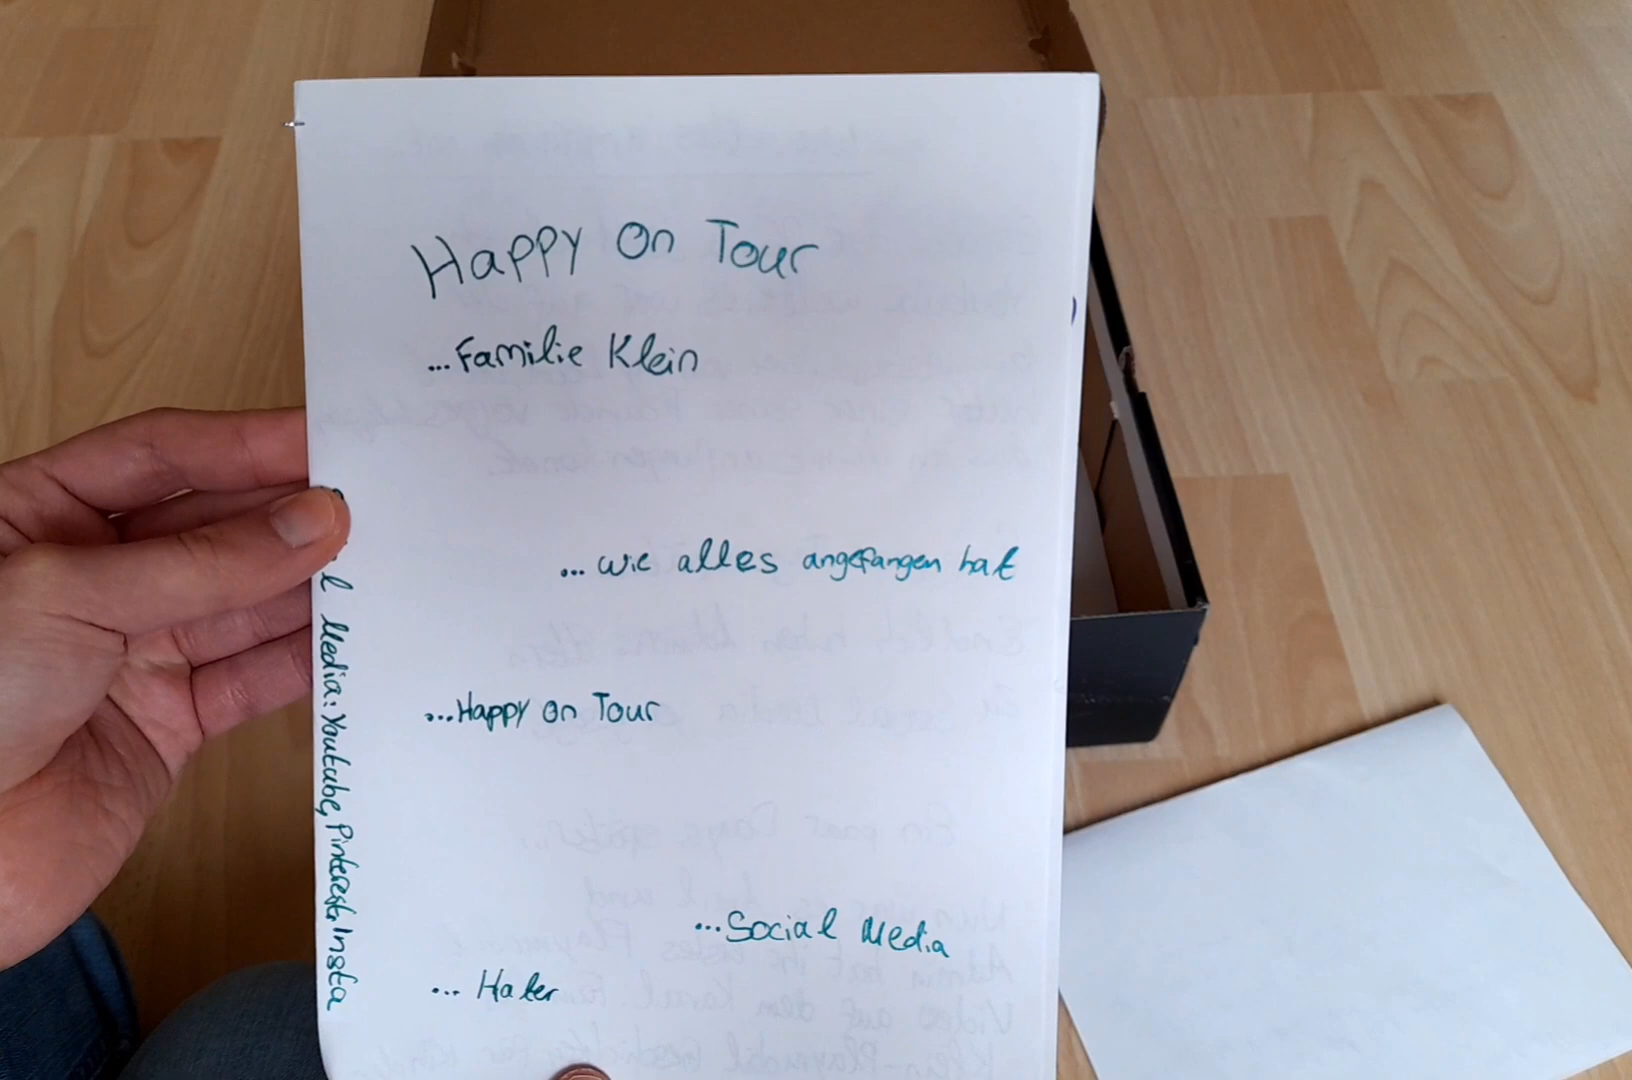 Happy On Tour
...Familie Klein
...wie alles angefangen hat
...Happy on Tour
...Social Media
... Hater
l Media: Youtube, Pinterest, Insta